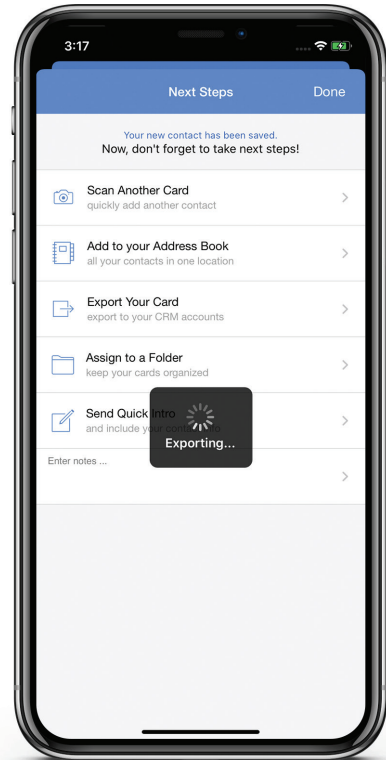 3:17
Next Steps
Done
Your new contact has been saved.
Now, don't forget to take next steps!
Scan Another Card
quickly add another contact
Add to your Address Book
all your contacts in one location
Export Your Card
export to your CRM accounts
Assign to a Folder
keep your cards organized
Send Quick Intro
and include your contact info
Exporting...
Enter notes ...